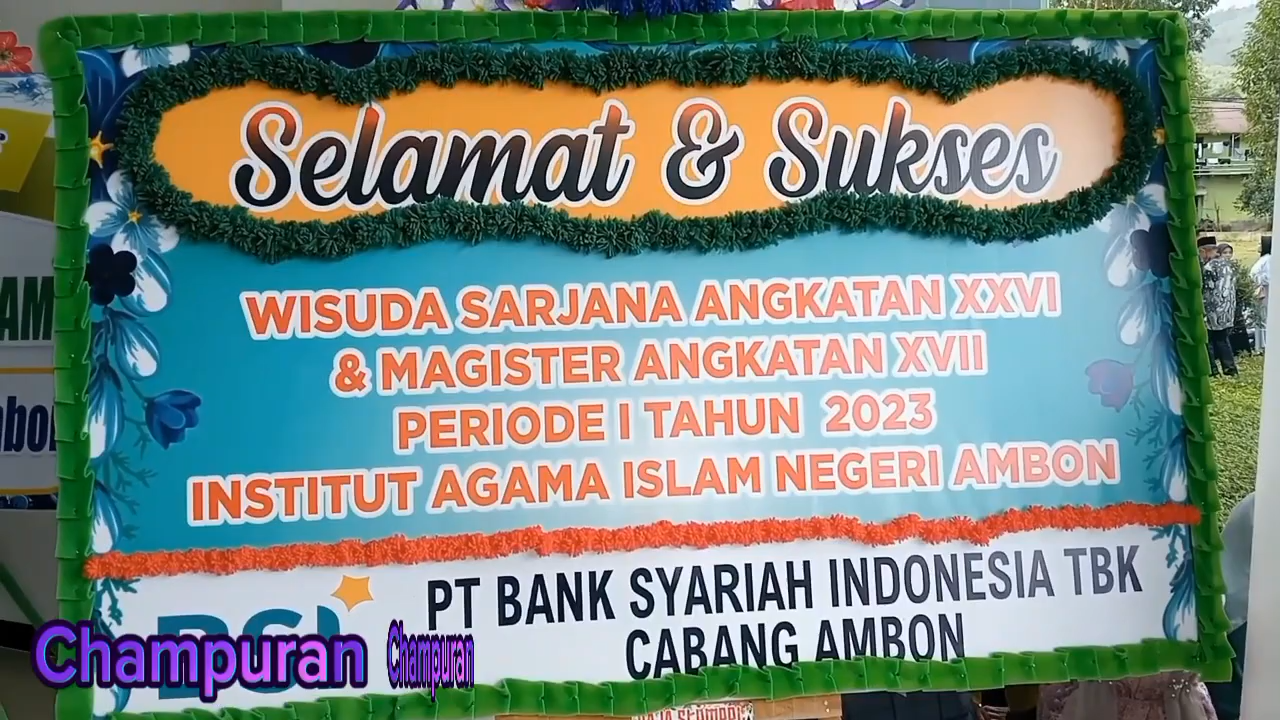 Selamat & Sukses
WISUDA SARJANA ANGKATAN XXVI
& MAGISTER ANGKATAN XVII
PERIODE I TAHUN 2023
INSTITUT AGAMA ISLAM NEGERI AMBON
BSI
PT BANK SYARIAH INDONESIA TBK
CABANG AMBON
Champuran Champuran